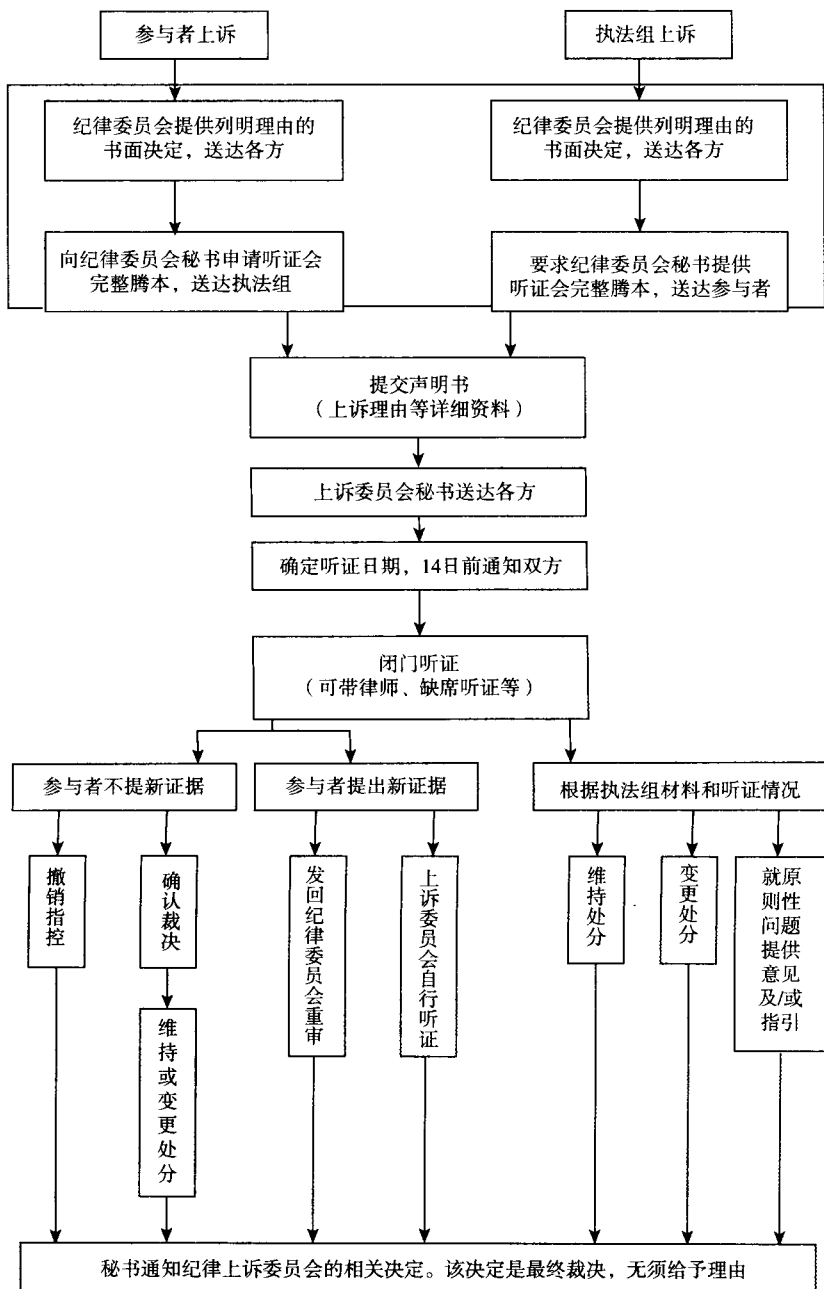 参与者上诉
执法组上诉
纪律委员会提供列明理由的
书面决定，送达各方
纪律委员会提供列明理由的
书面决定，送达各方
向纪律委员会秘书申请听证会
完整腾本，送达执法组
要求纪律委员会秘书提供
听证会完整腾本，送达参与者
提交声明书
（上诉理由等详细资料）
上诉委员会秘书送达各方
确定听证日期，14日前通知双方
闭门听证
（可带律师、缺席听证等）
参与者不提新证据
参与者提出新证据
根据执法组材料和听证情况
撤销指控
确认裁决
维持或变更处分
发回纪律委员会重审
上诉委员会自行听证
维持处分
变更处分
就原
则性
问题
提供
意见
及/或
指引
秘书通知纪律上诉委员会的相关决定。该决定是最终裁决，无须给予理由